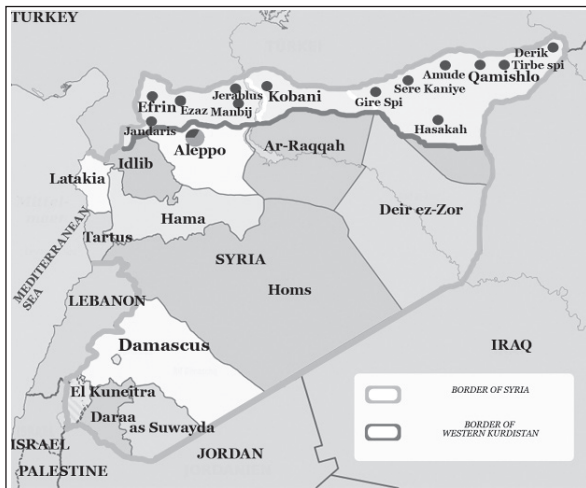 TURKEY
Derik
Tirbe spi
Amude
Qamishlo
Sere Kaniye
Gire Spi
Hasakah
Jerablus
Kobani
Efrin
Ezaz
Manbij
Jandaris
Aleppo
Idlib
Ar-Raqqah
Latakia
Hama
Deir ez-Zor
Tartus
MEDITERRANEAN
SEA
SYRIA
Homs
LEBANON
Damascus
IRAQ
El Kuneitra
Daraa
as Suwayda
ISRAEL
JORDAN
PALESTINE
BORDER OF SYRIA
BORDER OF
WESTERN KURDISTAN